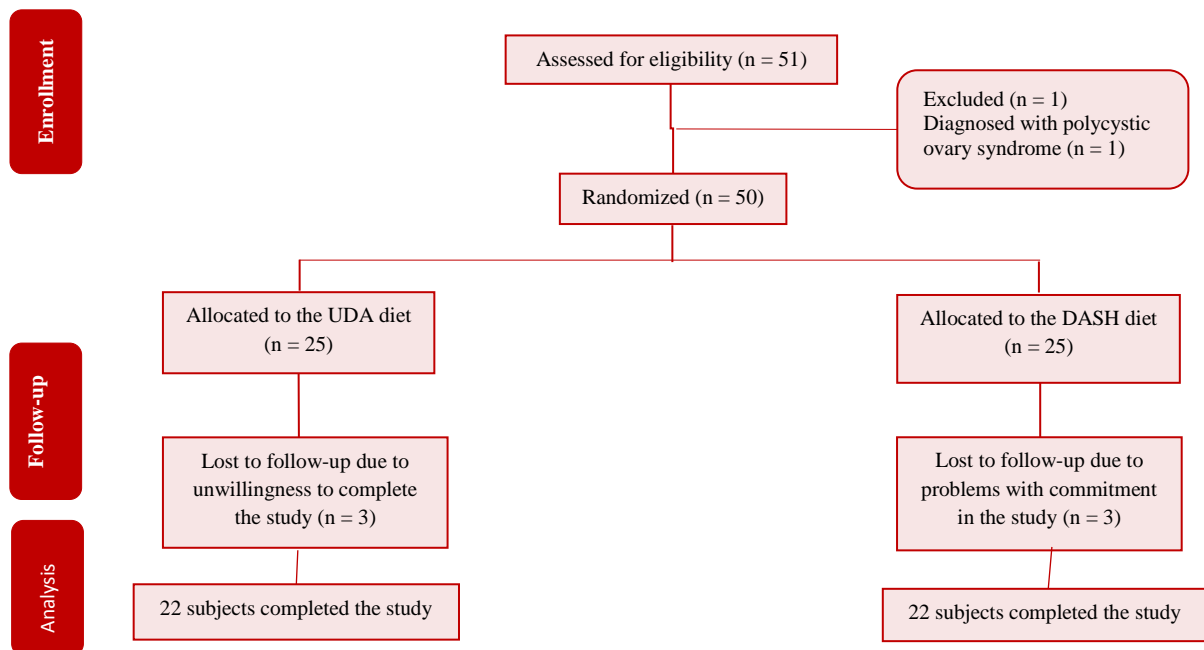 Enrollment
Assessed for eligibility (n = 51)
Excluded (n = 1)
Diagnosed with polycystic
ovary syndrome (n = 1)
Randomized (n = 50)
Allocated to the UDA diet
(n = 25)
Allocated to the DASH diet
(n = 25)
Follow-up
Lost to follow-up due to
unwillingness to complete
the study (n = 3)
Lost to follow-up due to
problems with commitment
in the study (n = 3)
Analysis
22 subjects completed the study
22 subjects completed the study